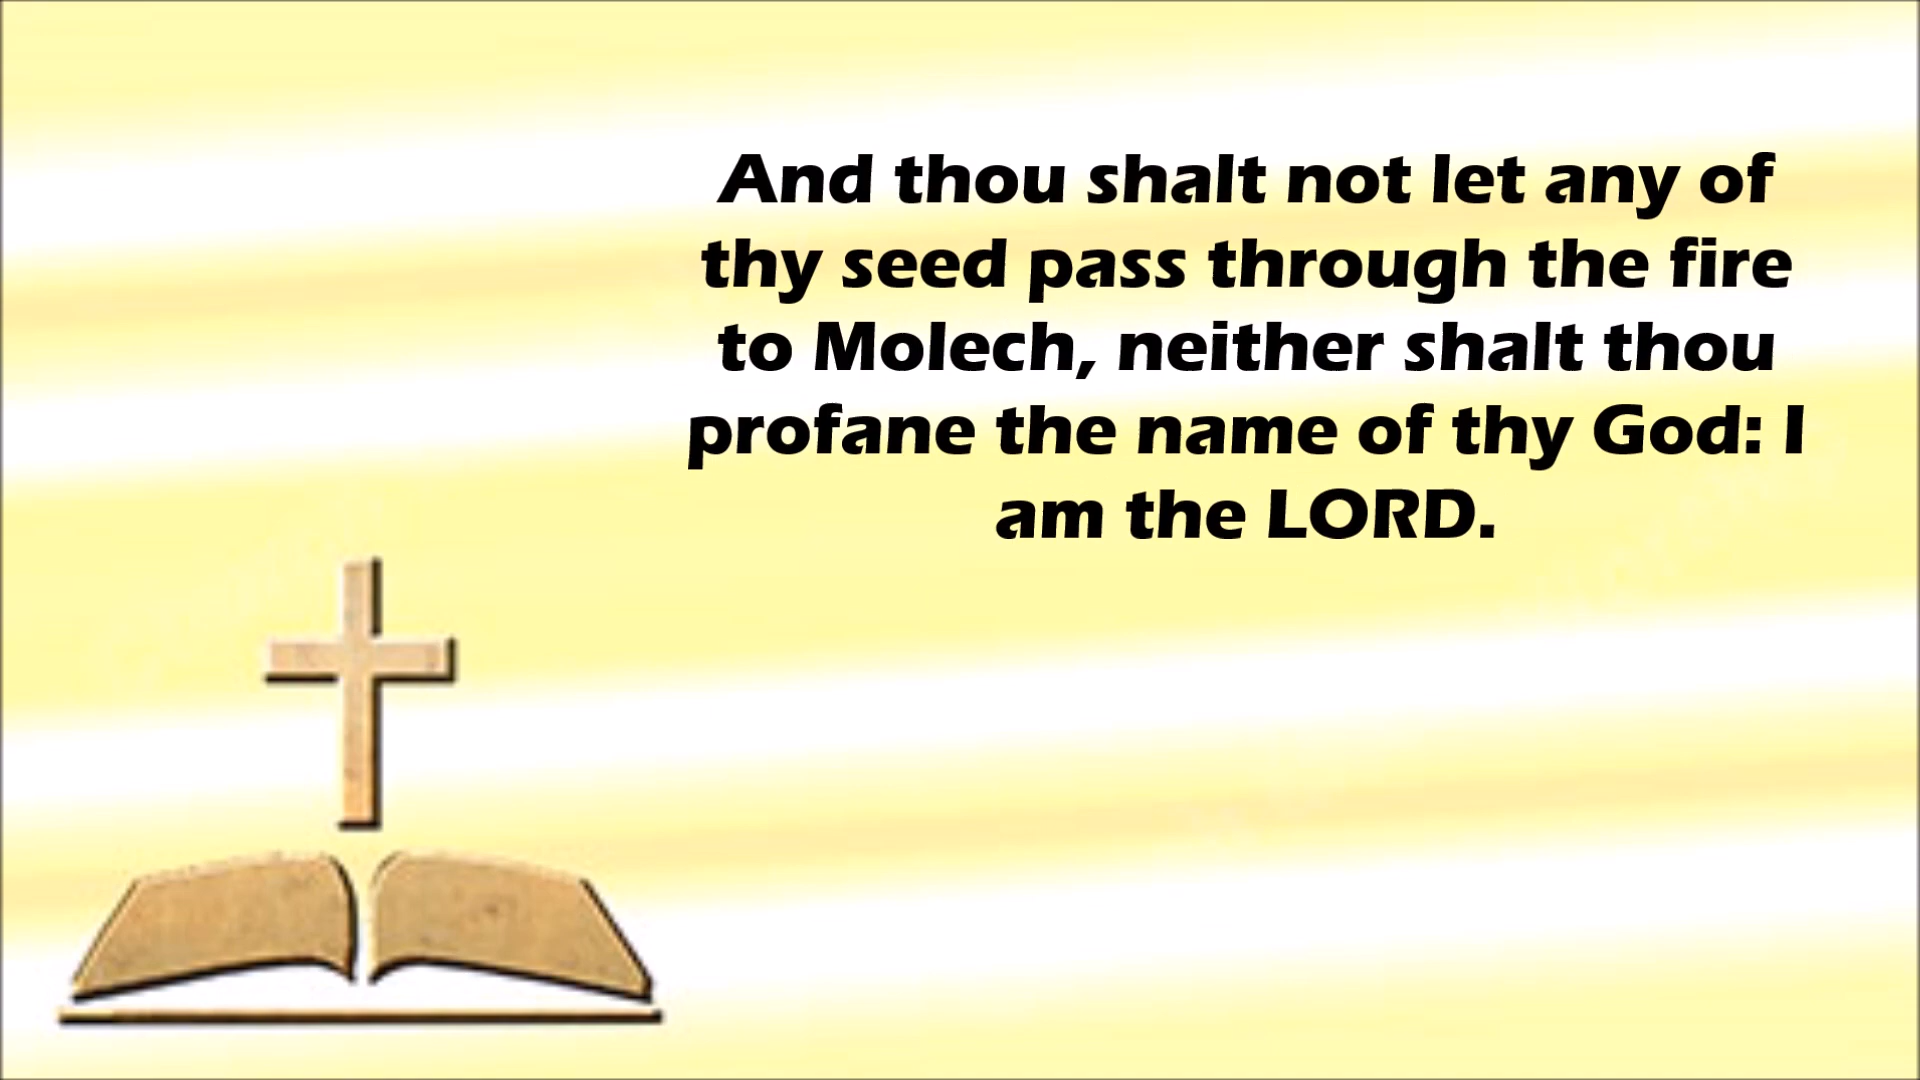 And thou shalt not let any of
thy seed pass through the fire
to Molech, neither shalt thou
profane the name of thy God: I
am the LORD.